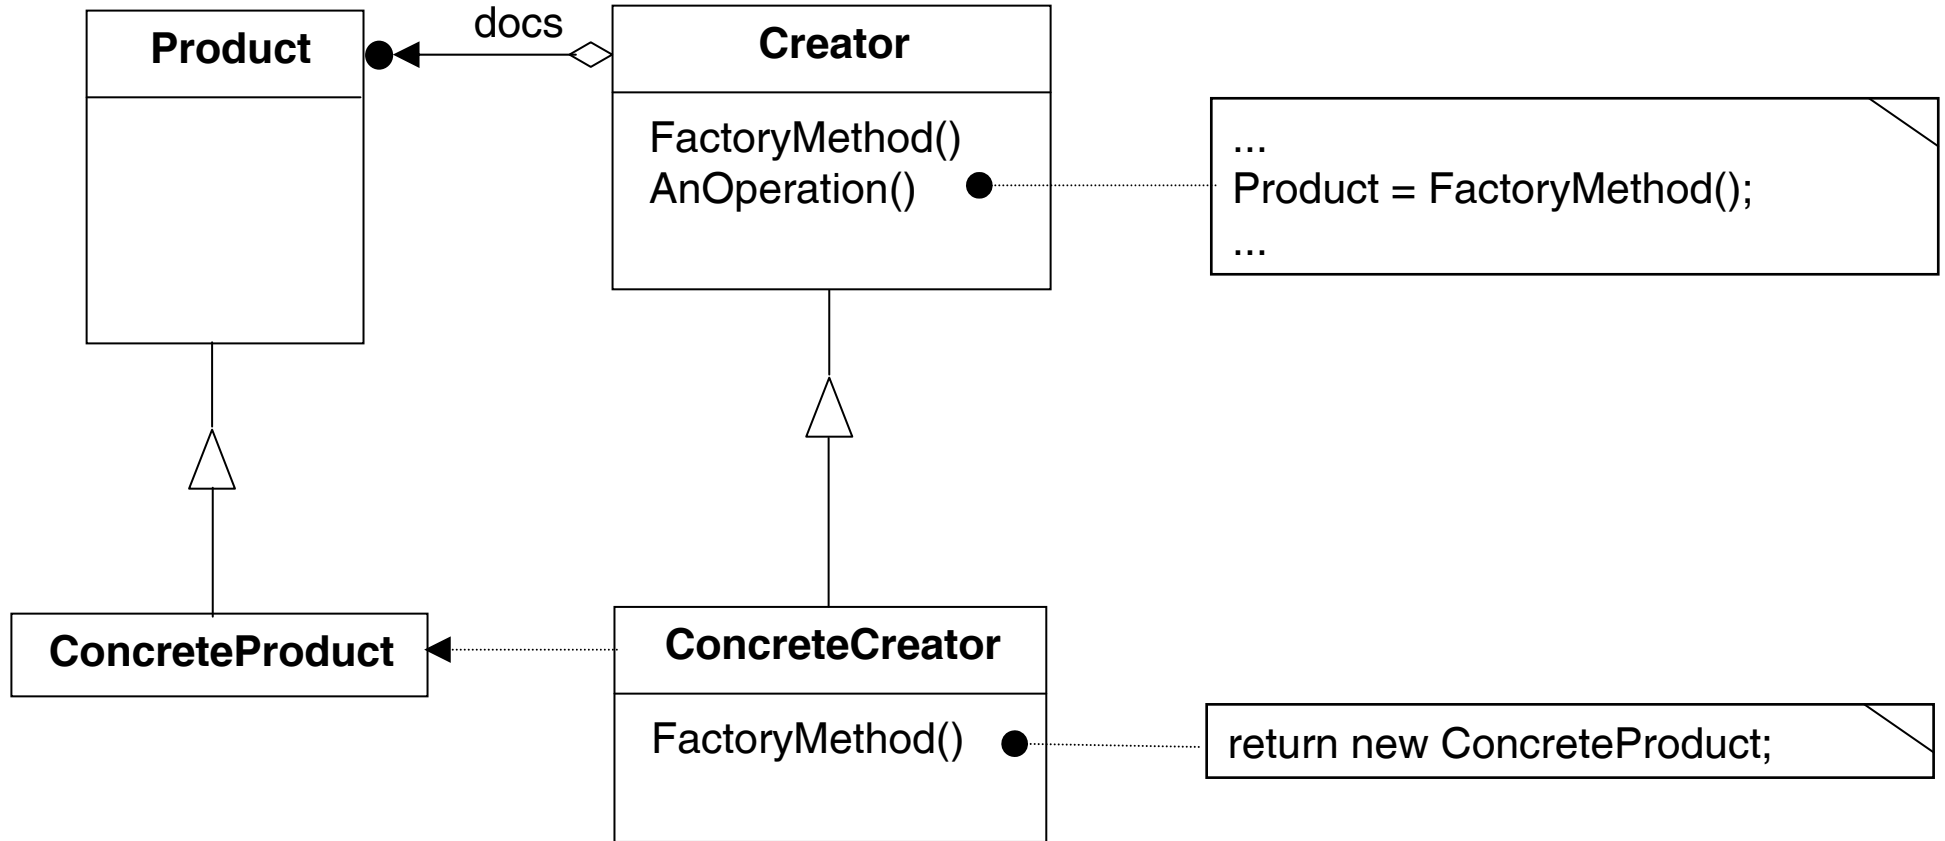 Product
docs
Creator
FactoryMethod()
AnOperation()
...
Product = FactoryMethod();
...
ConcreteProduct
ConcreteCreator
FactoryMethod()
return new ConcreteProduct;